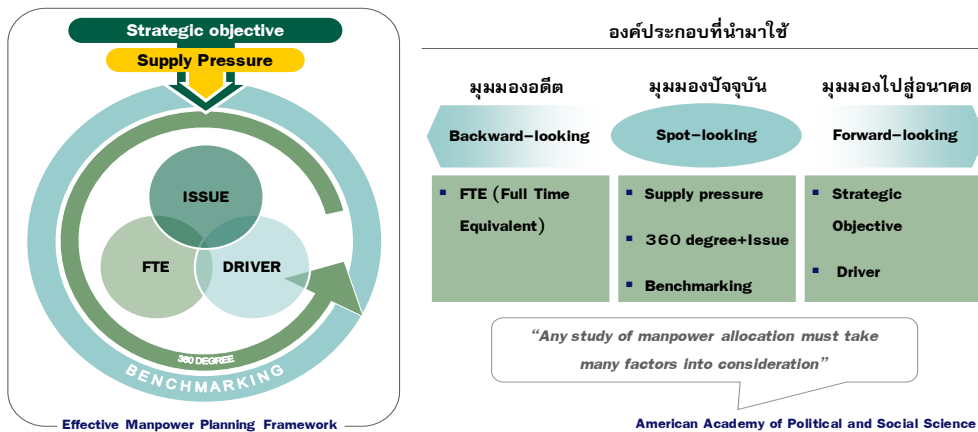 Strategic objective
Supply Pressure
ISSUE
FTE
DRIVER
360 DEGREE
BENCHMARKING
Effective Manpower Planning Framework
องค์ประกอบที่นำมาใช้
มุมมองอดีต
มุมมองปัจจุบัน
มุมมองไปสู่อนาคต
Backward-looking
Spot-looking
Forward-looking
▪ FTE (Full Time
Equivalent)
▪ Supply pressure
▪ 360 degree+Issue
▪ Benchmarking
▪ Strategic
Objective
▪ Driver
“Any study of manpower allocation must take
many factors into consideration”
American Academy of Political and Social Science